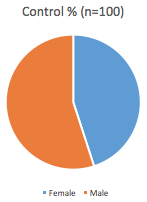 Control % (n=100)
Female Male